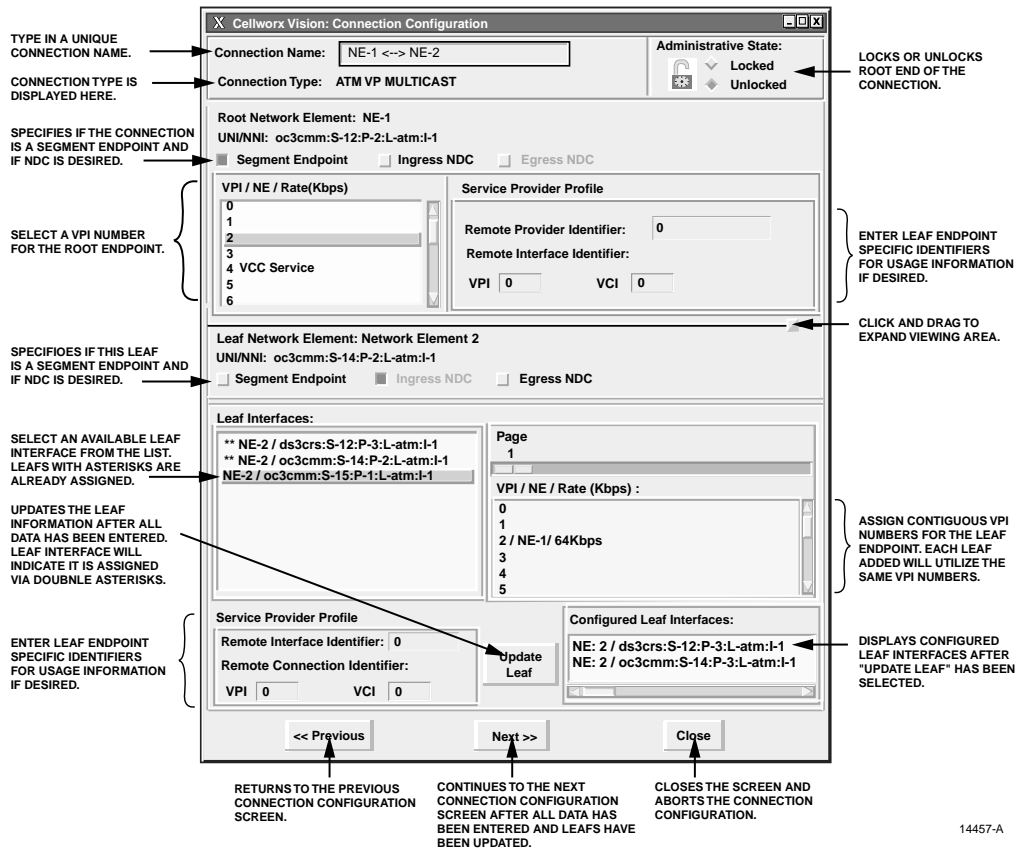 X Cellworx Vision: Connection Configuration
TYPE IN A UNIQUE
CONNECTION NAME.
Connection Name: NE-1 <--> NE-2
CONNECTION TYPE IS
DISPLAYED HERE.
Connection Type: ATM VP MULTICAST
Administrative State:
Locked
Unlocked
LOCKS OR UNLOCKS
ROOT END OF THE
CONNECTION.
SPECIFIES IF THE CONNECTION
IS A SEGMENT ENDPOINT AND
IF NDC IS DESIRED.
Root Network Element: NE-1
UNI/NNI: oc3cmm:S-12:P-2:L-atm:I-1
Segment Endpoint Ingress NDC Egress NDC
SELECT A VPI NUMBER
FOR THE ROOT ENDPOINT.
VPI / NE / Rate(Kbps)
0
1
2
3
4 VCC Service
5
6
Service Provider Profile
Remote Provider Identifier: 0
Remote Interface Identifier:
VPI 0 VCI 0
ENTER LEAF ENDPOINT
SPECIFIC IDENTIFIERS
FOR USAGE INFORMATION
IF DESIRED.
CLICK AND DRAG TO
EXPAND VIEWING AREA.
SPECIFIOES IF THIS LEAF
IS A SEGMENT ENDPOINT AND
IF NDC IS DESIRED.
Leaf Network Element: Network Element 2
UNI/NNI: oc3cmm:S-14:P-2:L-atm:I-1
Segment Endpoint Ingress NDC Egress NDC
SELECT AN AVAILABLE LEAF
INTERFACE FROM THE LIST.
LEAFS WITH ASTERISKS ARE
ALREADY ASSIGNED.
Leaf Interfaces:
** NE-2 / ds3crs:S-12:P-3:L-atm:I-1
** NE-2 / oc3cmm:S-14:P-2:L-atm:I-1
NE-2 / oc3cmm:S-15:P-1:L-atm:I-1
Page
1
VPI / NE / Rate (Kbps) :
0
1
2 / NE-1/ 64Kbps
3
4
5
UPDATES THE LEAF
INFORMATION AFTER ALL
DATA HAS BEEN ENTERED.
LEAF INTERFACE WILL
INDICATE IT IS ASSIGNED
VIA DOUBNLE ASTERISKS.
ASSIGN CONTIGUOUS VPI
NUMBERS FOR THE LEAF
ENDPOINT. EACH LEAF
ADDED WILL UTILIZE THE
SAME VPI NUMBERS.
ENTER LEAF ENDPOINT
SPECIFIC IDENTIFIERS
FOR USAGE INFORMATION
IF DESIRED.
Service Provider Profile
Remote Interface Identifier: 0
Remote Connection Identifier:
VPI 0 VCI 0
Update
Leaf
Configured Leaf Interfaces:
NE: 2 / ds3crs:S-12:P-3:L-atm:I-1
NE: 2 / oc3cmm:S-14:P-3:L-atm:I-1
DISPLAYS CONFIGURED
LEAF INTERFACES AFTER
"UPDATE LEAF" HAS BEEN
SELECTED.
<< Previous
Next >>
Close
RETURNS TO THE PREVIOUS
CONNECTION CONFIGURATION
SCREEN.
CONTINUES TO THE NEXT
CONNECTION CONFIGURATION
SCREEN AFTER ALL DATA HAS
BEEN ENTERED AND LEAFS HAVE
BEEN UPDATED.
CLOSES THE SCREEN AND
ABORTS THE CONNECTION
CONFIGURATION.
14457-A